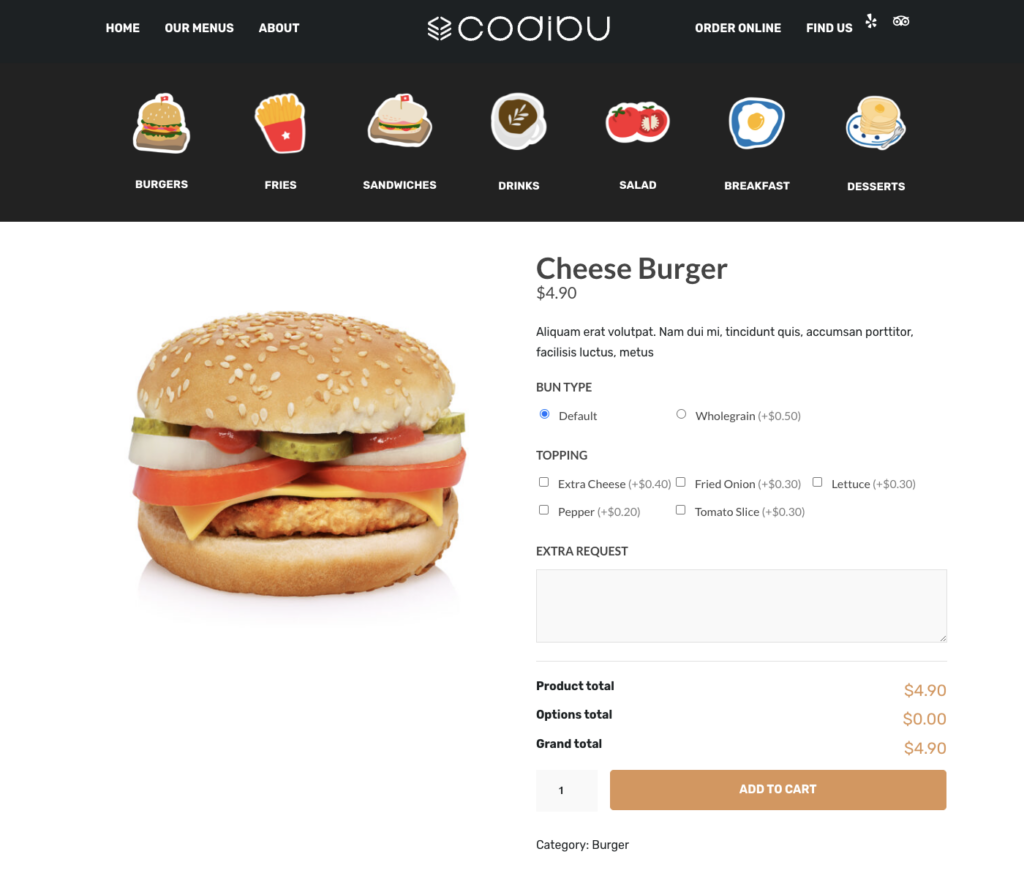 HOME OUR MENUS ABOUT codibu ORDER ONLINE FIND US
BURGERS FRIES SANDWICHES DRINKS SALAD BREAKFAST DESSERTS
Cheese Burger
$4.90
Aliquam erat volutpat. Nam dui mi, tincidunt quis, accumsan porttitor,
facilisis luctus, metus
BUN TYPE
Default Wholegrain (+$0.50)
TOPPING
Extra Cheese (+$0.40) Fried Onion (+$0.30) Lettuce (+$0.30)
Pepper (+$0.20) Tomato Slice (+$0.30)
EXTRA REQUEST
Product total $4.90
Options total $0.00
Grand total $4.90
1 ADD TO CART
Category: Burger